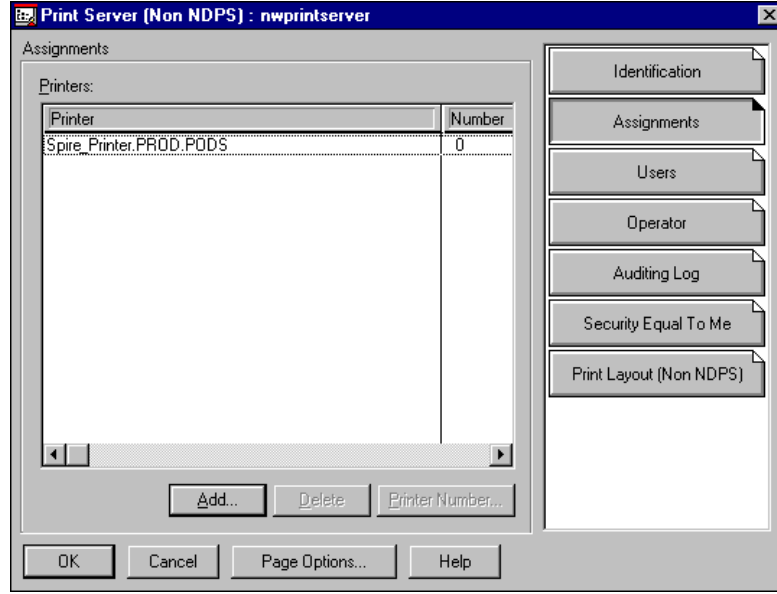 Print Server (Non NDPS) : nwprintserver
Assignments
Printers:
Printer Number
Spire_Printer.PROD.PODS 0
Add... Delete Printer Number...
OK Cancel Page Options... Help
Identification
Assignments
Users
Operator
Auditing Log
Security Equal To Me
Print Layout (Non NDPS)